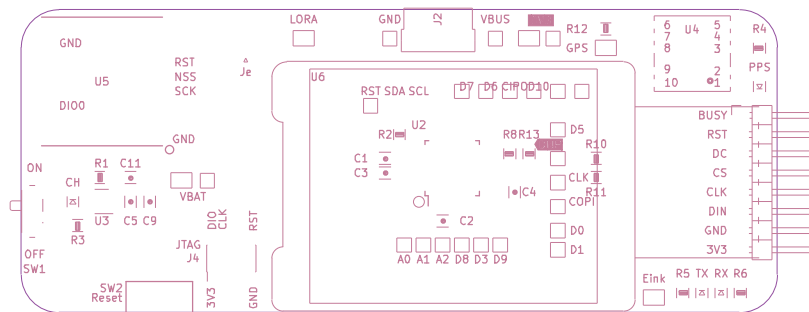 LORA
GND
J2
VBUS
R12
GPS
6 5
7 4
8 3
9 2
10 1
U4
R4
PPS
GND
U5
RST
NSS
SCK
DIO0
GND
Je
U6
RST SDA SCL
D7 D6 CIPO D10
U2
R2
C1
C3
R8 R13
D5
R10
CLK
R11
COPI
C4
C2
D0
D1
A0 A1 A2 D8 D3 D9
BUSY
RST
DC
CS
CLK
DIN
GND
3V3
ON
CH
R1
C11
VBAT
U3
C5 C9
R3
OFF
SW1
DIO
CLK
RST
JTAG
J4
SW2
Reset
3V3
GND
Eink
R5 TX RX R6